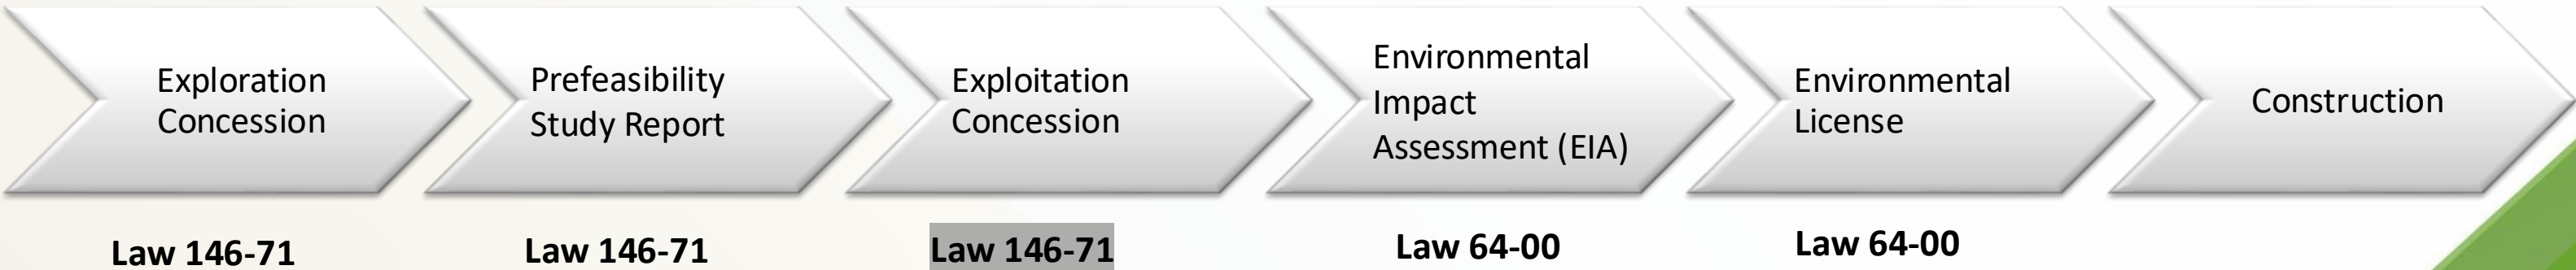 Exploration
Concession
Prefeasibility
Study Report
Exploitation
Concession
Environmental
Impact
Assessment (EIA)
Environmental
License
Construction
Law 146-71
Law 146-71
Law 146-71
Law 64-00
Law 64-00